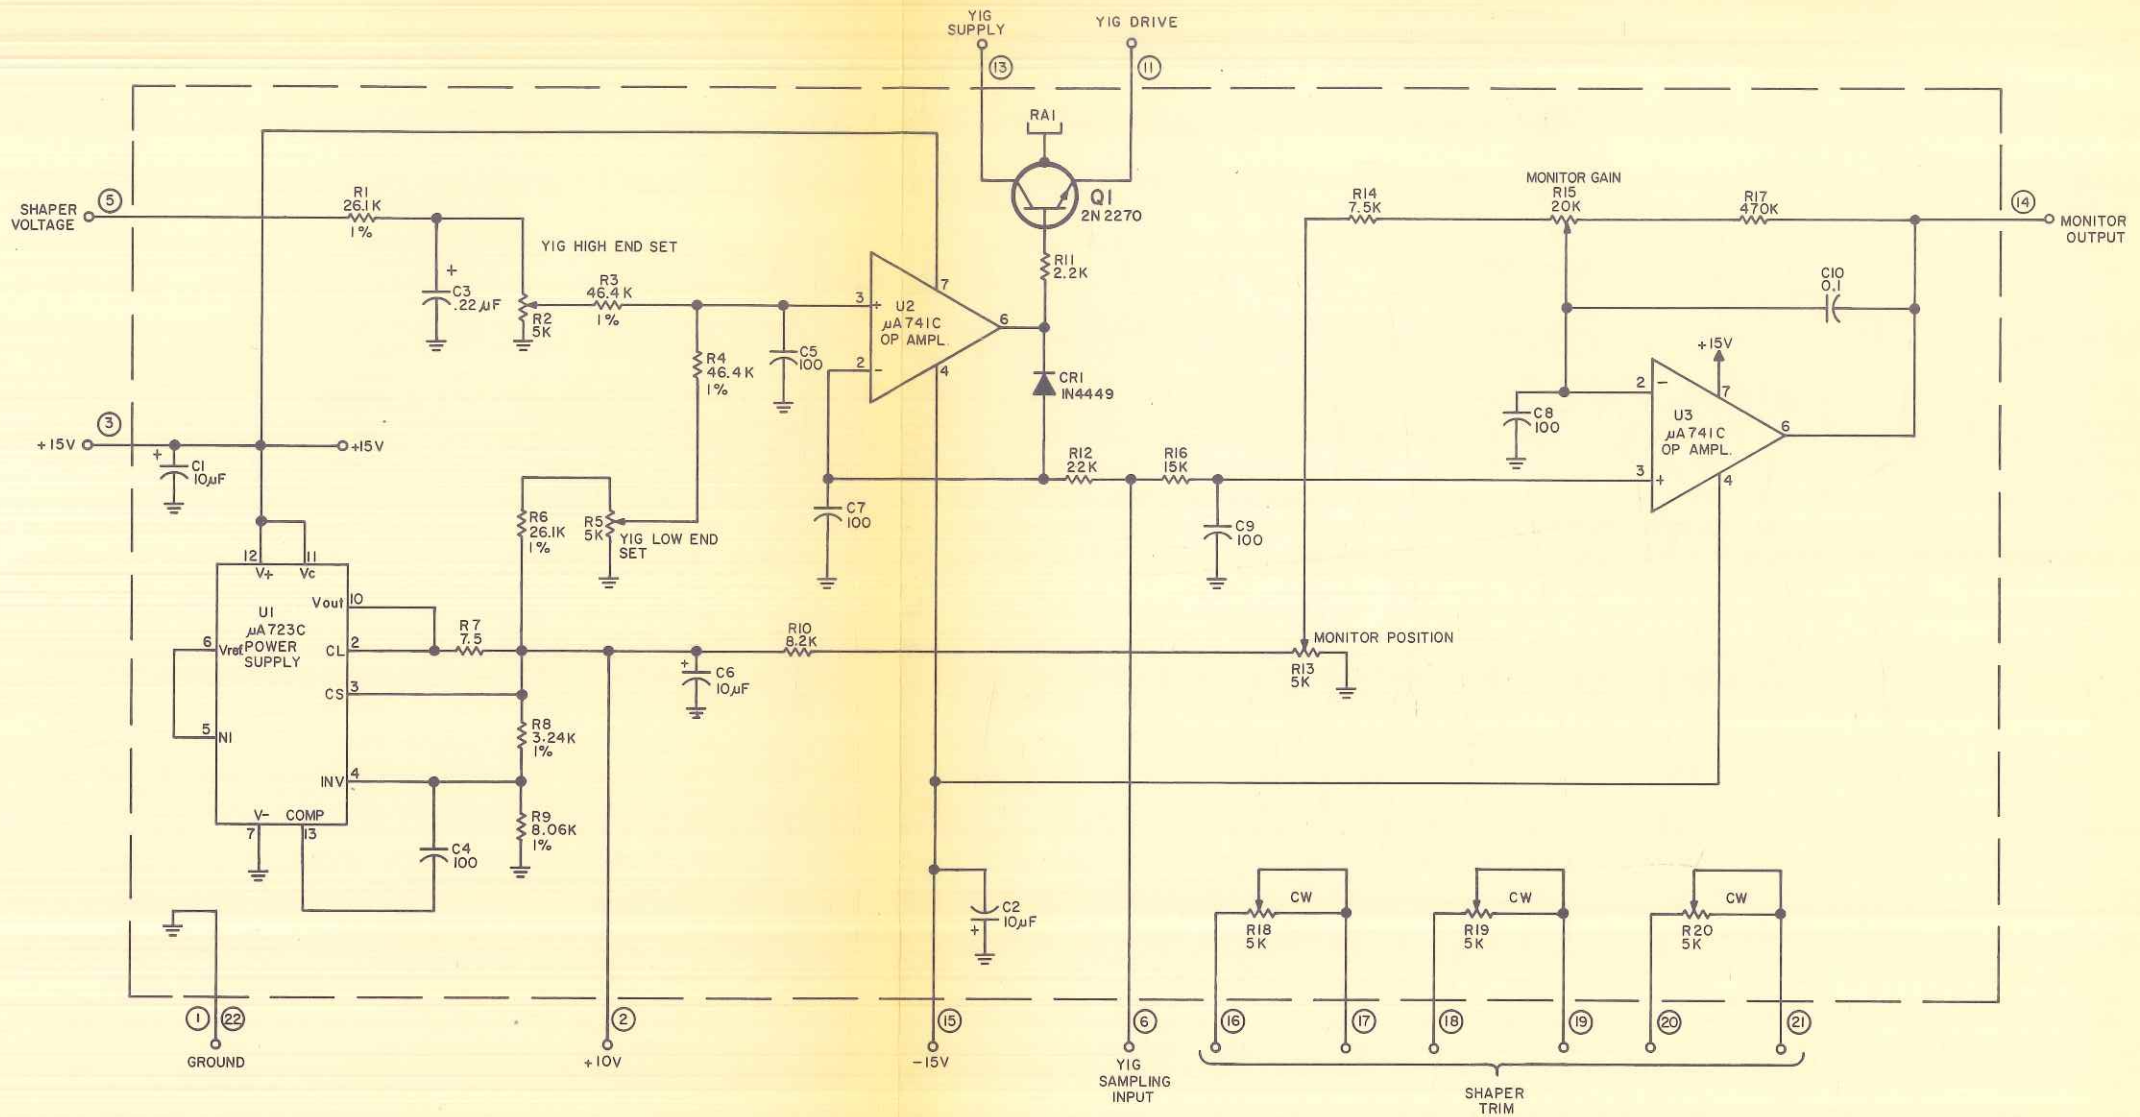 YIG
SUPPLY
YIG DRIVE
13
11
RA1
Q1
2N2270
SHAPER
VOLTAGE
5
R1
26.1K
1%
YIG HIGH END SET
+
C3
.22µF
R2
5K
R3
46.4K
1%
R4
46.4K
1%
C5
100
3
+
2
-
U2
µA741C
OP AMPL.
7
4
6
R11
2.2K
CR1
1N4449
MONITOR GAIN
R14
7.5K
R15
20K
R17
470K
14
MONITOR
OUTPUT
C10
0.1
+15V
7
2
-
U3
µA741C
OP AMPL.
6
3
+
4
C8
100
3
+15V
+
C1
10µF
+15V
R12
22K
R16
15K
C7
100
C9
100
R6
26.1K
1%
R5
5K
YIG LOW END
SET
12
11
V+
Vc
Vout
10
U1
µA723C
POWER
SUPPLY
6
Vref
CL
2
CS
3
5
NI
INV
4
V-
COMP
7
13
R7
7.5
+
C6
10µF
R10
8.2K
MONITOR POSITION
R13
5K
R8
3.24K
1%
R9
8.06K
1%
C4
100
C2
10µF
+
CW
R18
5K
CW
R19
5K
CW
R20
5K
1
22
GROUND
2
+10V
15
-15V
6
YIG
SAMPLING
INPUT
16
17
18
19
20
21
SHAPER
TRIM